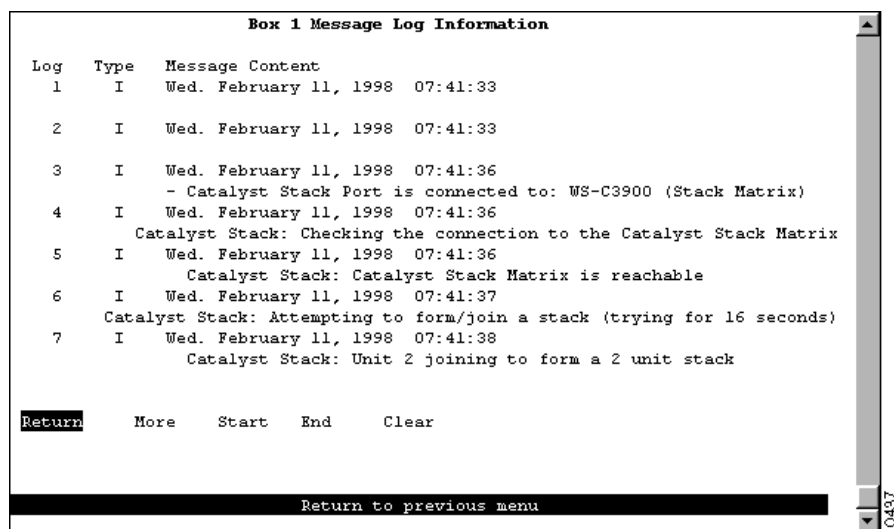 Box 1 Message Log Information
Log Type Message Content
1 I Wed. February 11, 1998 07:41:33
2 I Wed. February 11, 1998 07:41:33
3 I Wed. February 11, 1998 07:41:36
- Catalyst Stack Port is connected to: WS-C3900 (Stack Matrix)
4 I Wed. February 11, 1998 07:41:36
Catalyst Stack: Checking the connection to the Catalyst Stack Matrix
5 I Wed. February 11, 1998 07:41:36
Catalyst Stack: Catalyst Stack Matrix is reachable
6 I Wed. February 11, 1998 07:41:37
Catalyst Stack: Attempting to form/join a stack (trying for 16 seconds)
7 I Wed. February 11, 1998 07:41:38
Catalyst Stack: Unit 2 joining to form a 2 unit stack
Return More Start End Clear
Return to previous menu
10437